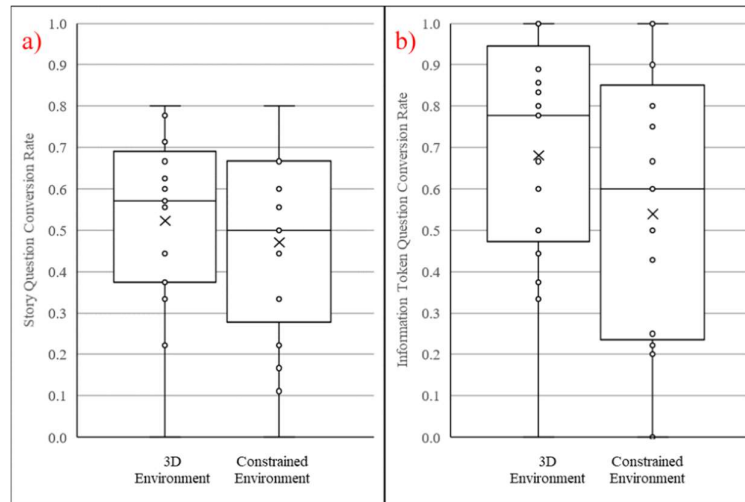 a)
Story Question Conversion Rate
1.0
0.9
0.8
0.7
0.6
0.5
0.4
0.3
0.2
0.1
0.0
3D
Environment
Constrained
Environment
b)
Information Token Question Conversion Rate
1.0
0.9
0.8
0.7
0.6
0.5
0.4
0.3
0.2
0.1
0.0
3D
Environment
Constrained
Environment